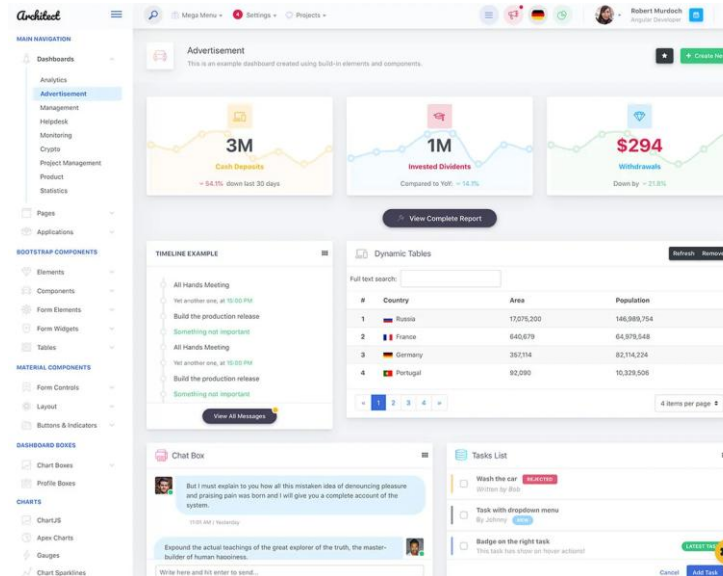 Architect
Mega Menu
4 Settings
Projects
Robert Murdoch
Angular Developer
MAIN NAVIGATION
Dashboards
Analytics
Advertisement
Management
Helpdesk
Monitoring
Crypto
Project Management
Product
Statistics
Pages
Applications
BOOTSTRAP COMPONENTS
Elements
Components
Form Elements
Form Widgets
Tables
MATERIAL COMPONENTS
Form Controls
Layout
Buttons & Indicators
DASHBOARD BOXES
Chart Boxes
Profile Boxes
CHARTS
ChartJS
Apex Charts
Gauges
Chart Sparklines
Advertisement
This is an example dashboard created using build-in elements and components.
+ Create Ne
3M
Cash Deposits
54.1% down last 30 days
1M
Invested Dividents
Compared to YoY: 14.1%
$294
Withdrawals
Down by 21.8%
View Complete Report
TIMELINE EXAMPLE
All Hands Meeting
Yet another one, at 15:00 PM
Build the production release
Something not important
All Hands Meeting
Yet another one, at 15:00 PM
Build the production release
Something not important
View All Messages
Dynamic Tables
Refresh Remove
Full text search:
# Country Area Population
1 Russia 17,075,200 146,989,754
2 France 640,679 64,979,548
3 Germany 357,114 82,114,224
4 Portugal 92,090 10,329,506
« 1 2 3 4 »
4 items per page
Chat Box
But I must explain to you how all this mistaken idea of denouncing pleasure
and praising pain was born and I will give you a complete account of the
system.
11:01 AM | Yesterday
Expound the actual teachings of the great explorer of the truth, the master-
builder of human happiness.
Write here and hit enter to send...
Tasks List
Wash the car REJECTED
Written by Bob
Task with dropdown menu
By Johnny NEW
Badge on the right task
This task has show on hover actions!
LATEST TAS
Cancel
Add Task